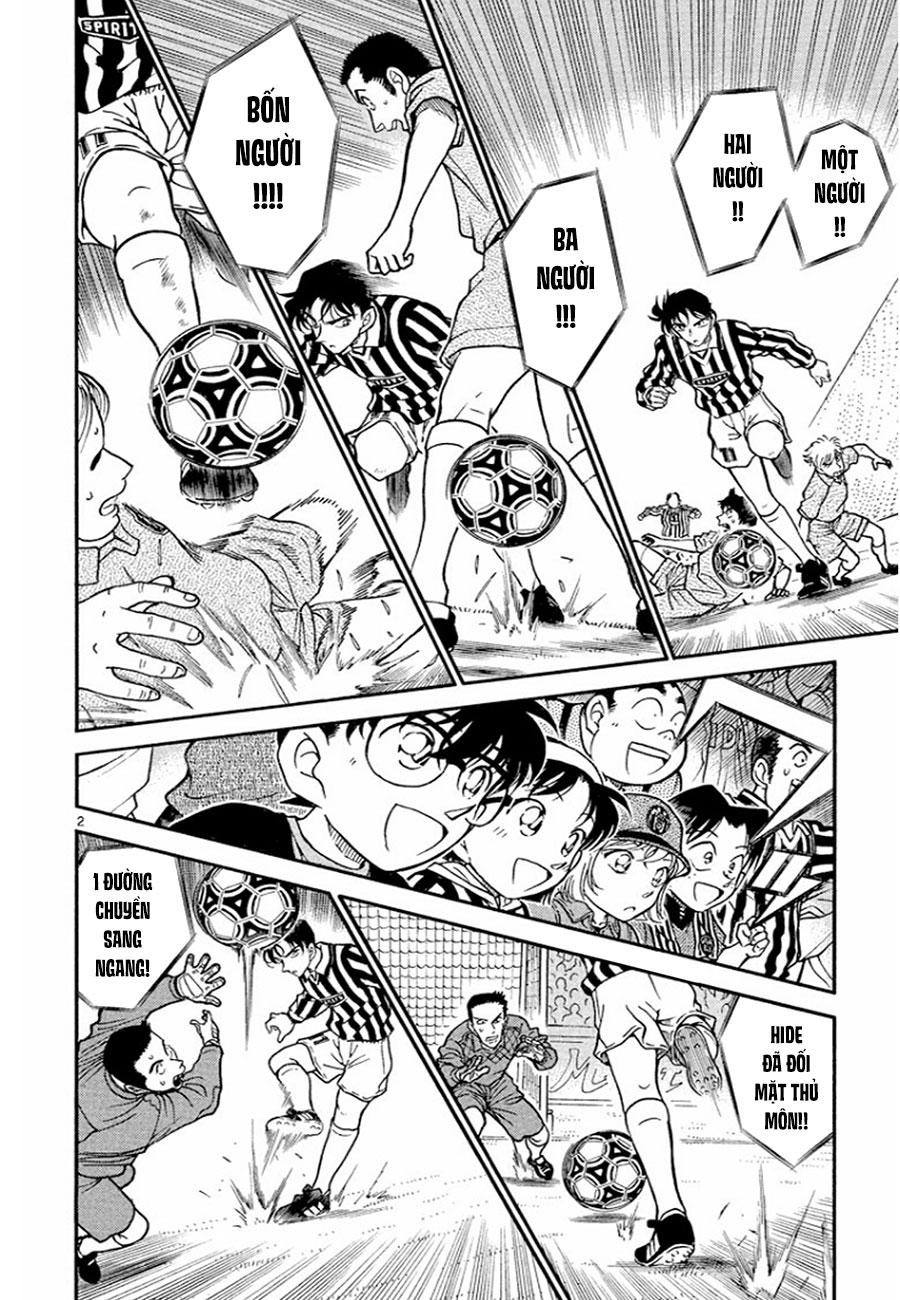 MỘT
NGƯỜI
!!
HAI
NGƯỜI
!!
BA
NGƯỜI
!!!
BỐN
NGƯỜI
!!!!
SPIRIT
2
HIDE
ĐÃ ĐỐI
MẶT THỦ
MÔN!!
1 ĐƯỜNG
CHUYỀN
SANG
NGANG!